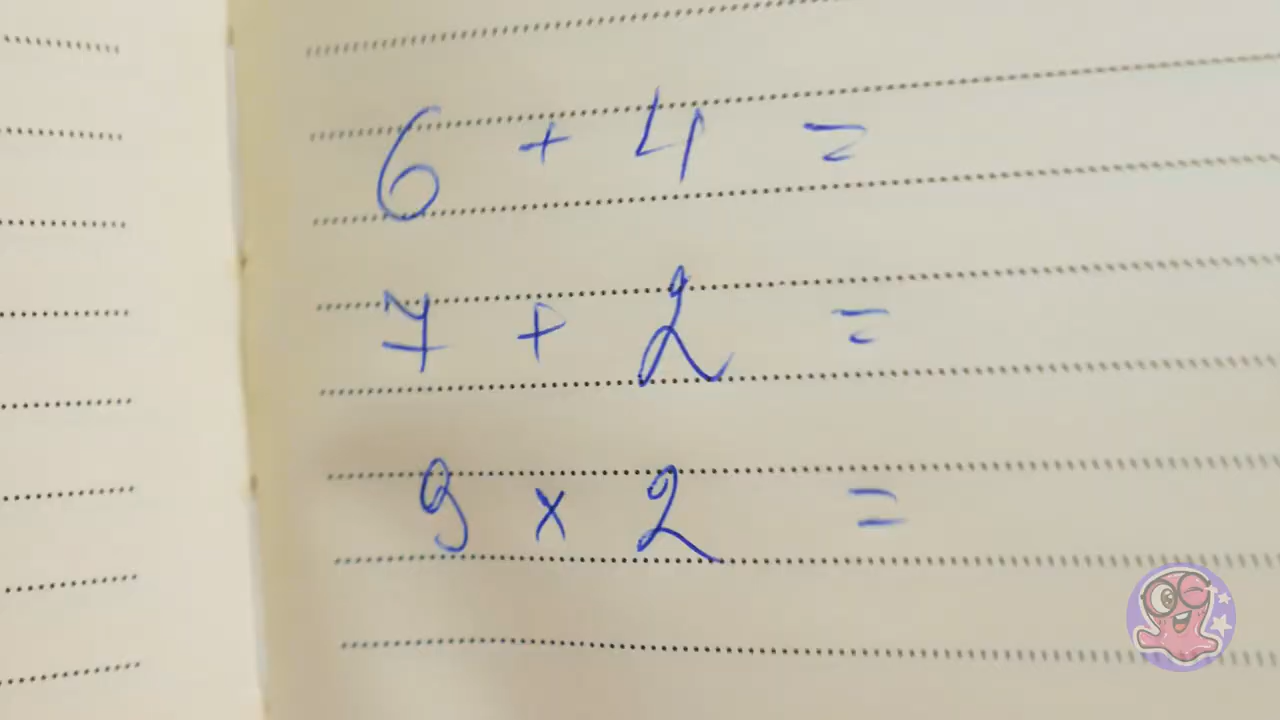 6 + 4 =
7 + 2 =
9 x 2 =